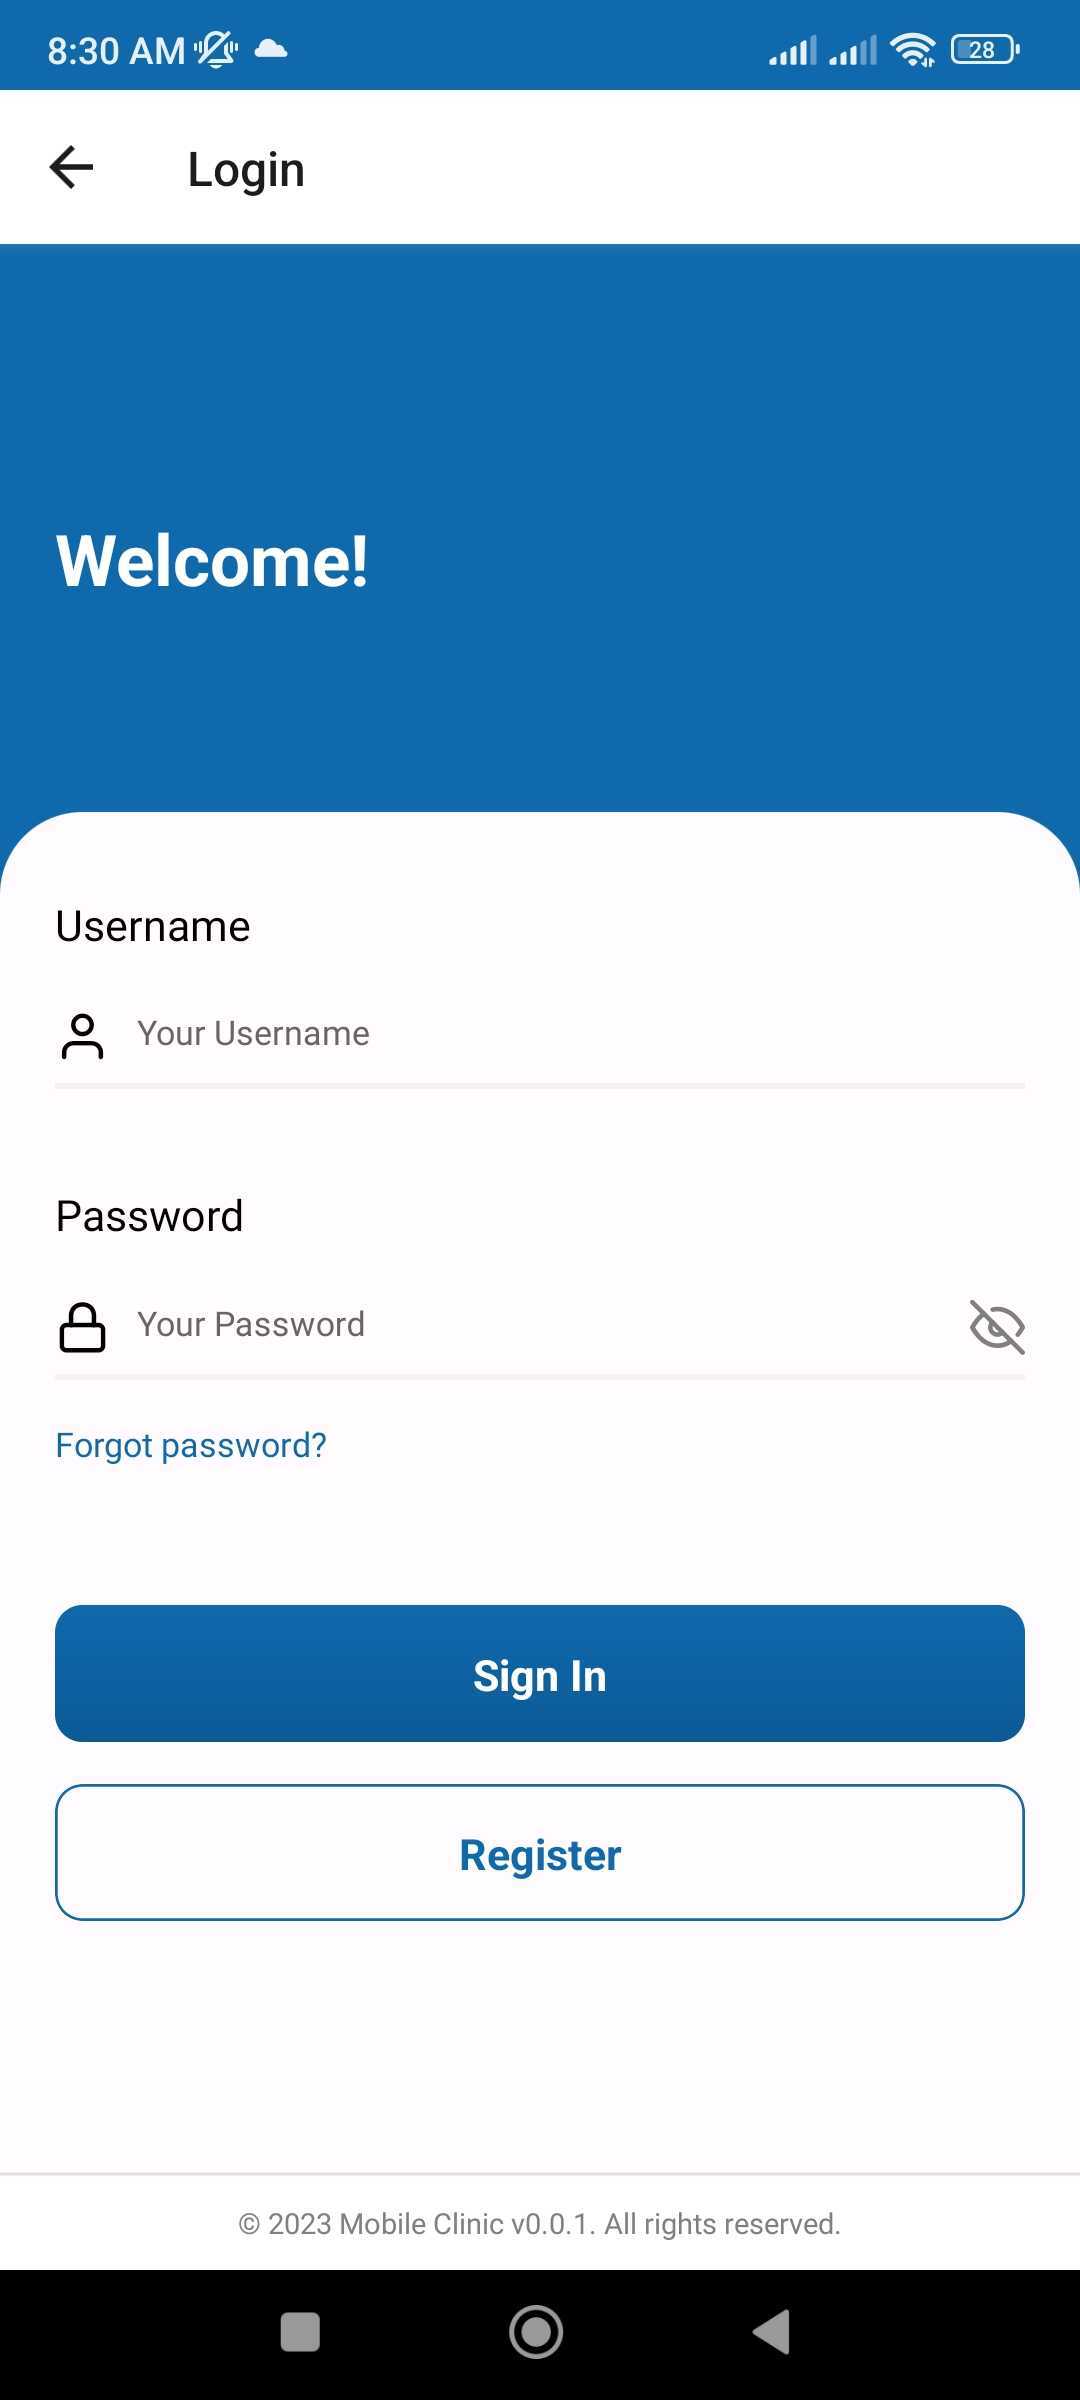 8:30 AM
28
Login
Welcome!
Username
Your Username
Password
Your Password
Forgot password?
Sign In
Register
© 2023 Mobile Clinic v0.0.1. All rights reserved.